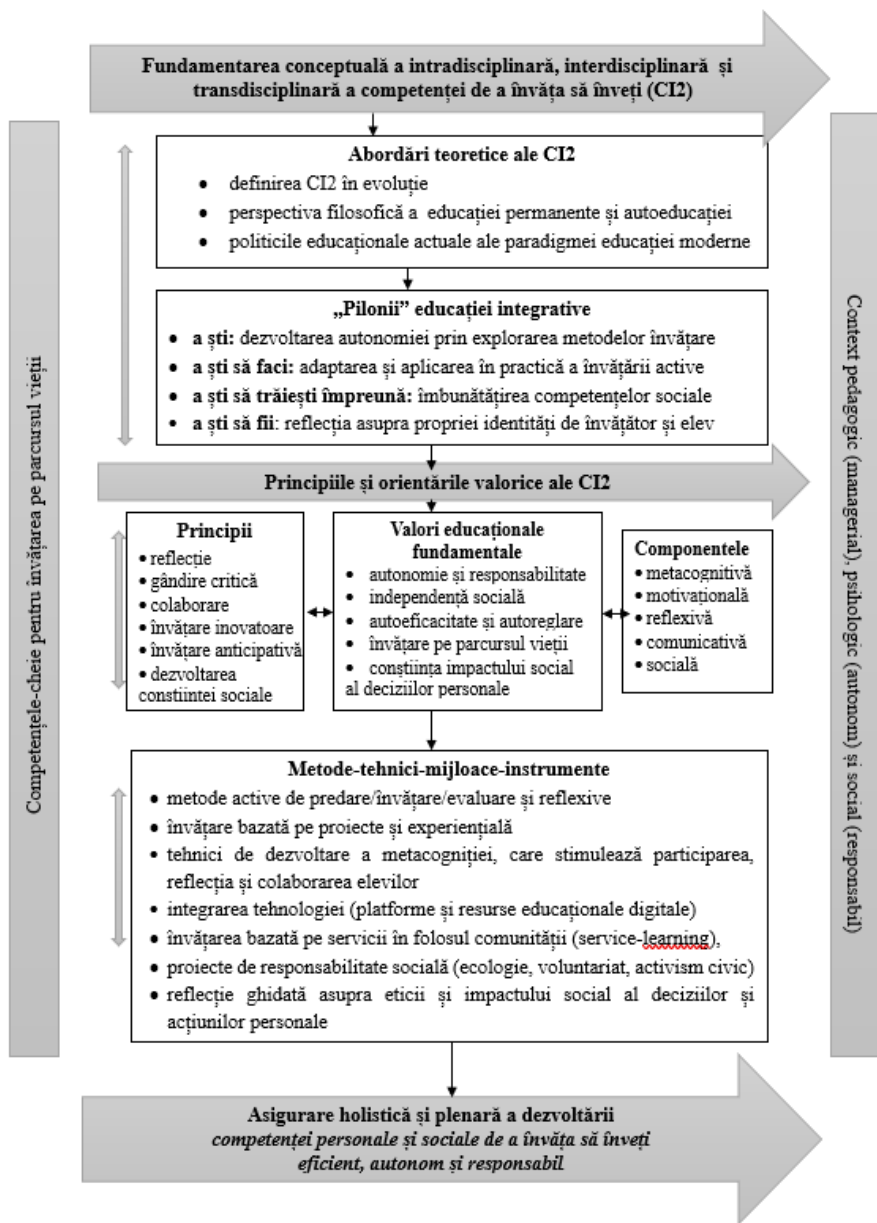 Fundamentarea conceptuală a intradisciplinară, interdisciplinară și
transdisciplinară a competenței de a învăța să înveți (CI2)
Competențele-cheie pentru învățarea pe parcursul vieții
Abordări teoretice ale CI2
• definirea CI2 în evoluție
• perspectiva filosofică a educației permanente și autoeducației
• politicile educaționale actuale ale paradigmei educației moderne
„Pilonii” educației integrative
• a ști: dezvoltarea autonomiei prin explorarea metodelor învățare
• a ști să faci: adaptarea și aplicarea în practică a învățării active
• a ști să trăiești împreună: îmbunătățirea competențelor sociale
• a ști să fii: reflecția asupra propriei identități de învățător și elev
Principiile și orientările valorice ale CI2
Principii
• reflecție
• gândire critică
• colaborare
• învățare inovatoare
• învățare anticipativă
• dezvoltarea
constiintei sociale
Valori educaționale
fundamentale
• autonomie și responsabilitate
• independență socială
• autoeficacitate și autoreglare
• învățare pe parcursul vieții
• conștiința impactului social
al deciziilor personale
Componentele
• metacognitivă
• motivațională
• reflexivă
• comunicativă
• socială
Metode-tehnici-mijloace-instrumente
• metode active de predare/învățare/evaluare și reflexive
• învățare bazată pe proiecte și experiențială
• tehnici de dezvoltare a metacogniției, care stimulează participarea,
reflecția și colaborarea elevilor
• integrarea tehnologiei (platforme și resurse educaționale digitale)
• învățarea bazată pe servicii în folosul comunității (service-learning),
• proiecte de responsabilitate socială (ecologie, voluntariat, activism civic)
• reflecție ghidată asupra eticii și impactului social al deciziilor și
acțiunilor personale
Context pedagogic (managerial), psihologic (autonom) și social (responsabil)
Asigurare holistică și plenară a dezvoltării
competenței personale și sociale de a învăța să înveți
eficient, autonom și responsabil